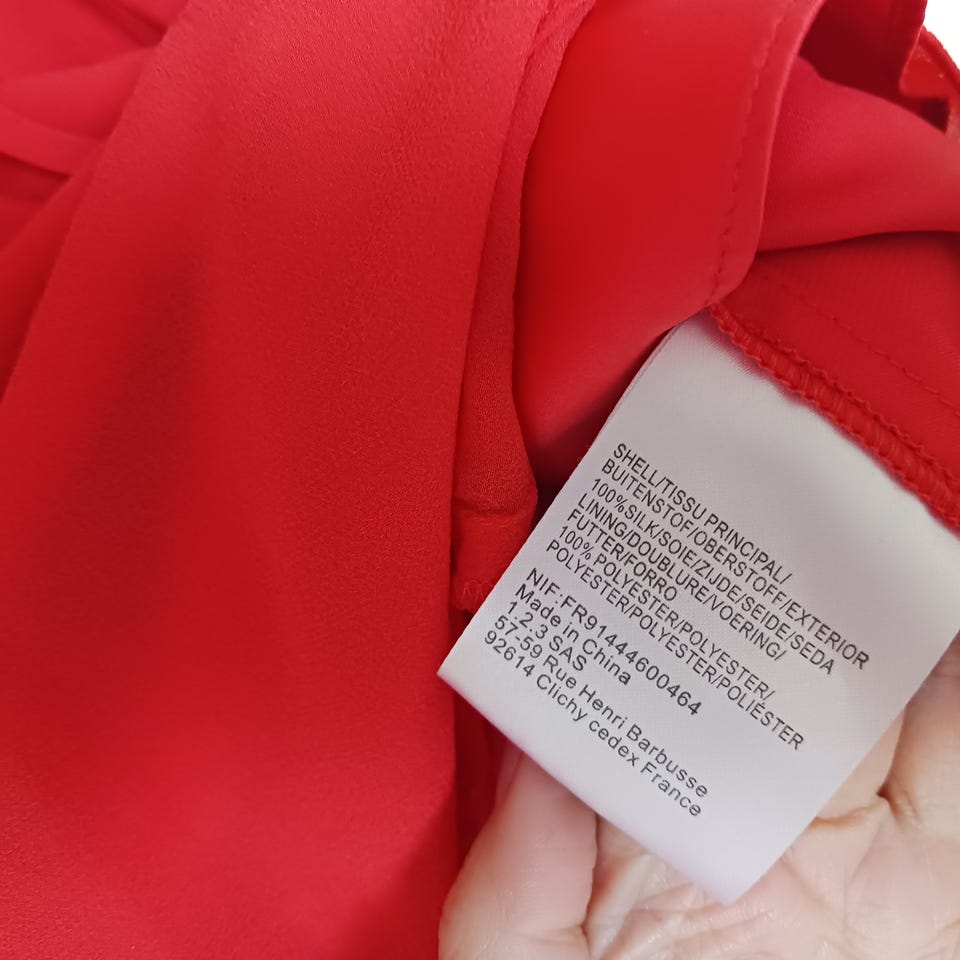 SHELL/TISSU PRINCIPAL/
BUITENSTOF/OBERSTOFF/EXTERIOR
100%SILK/SOIE/ZIJDE/SEIDE/SEDA
LINING/DOUBLURE/VOERING/
FUTTER/FORRO
100% POLYESTER/POLYESTER/
POLYESTER/POLYESTER/POLIÉSTER
NIF:FR91444600464
Made in China
1.2.3 SAS
57-59 Rue Henri Barbusse
92614 Clichy cedex France